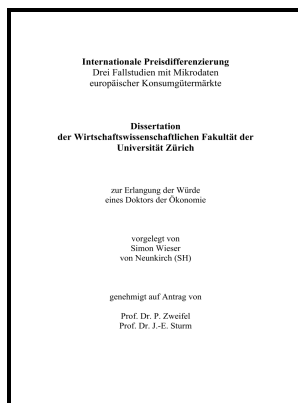 Internationale Preisdifferenzierung
Drei Fallstudien mit Mikrodaten
europäischer Konsumgütermärkte
Dissertation
der Wirtschaftswissenschaftlichen Fakultät der
Universität Zürich
zur Erlangung der Würde
eines Doktors der Ökonomie
vorgelegt von
Simon Wieser
von Neunkirch (SH)
genehmigt auf Antrag von
Prof. Dr. P. Zweifel
Prof. Dr. J.-E. Sturm